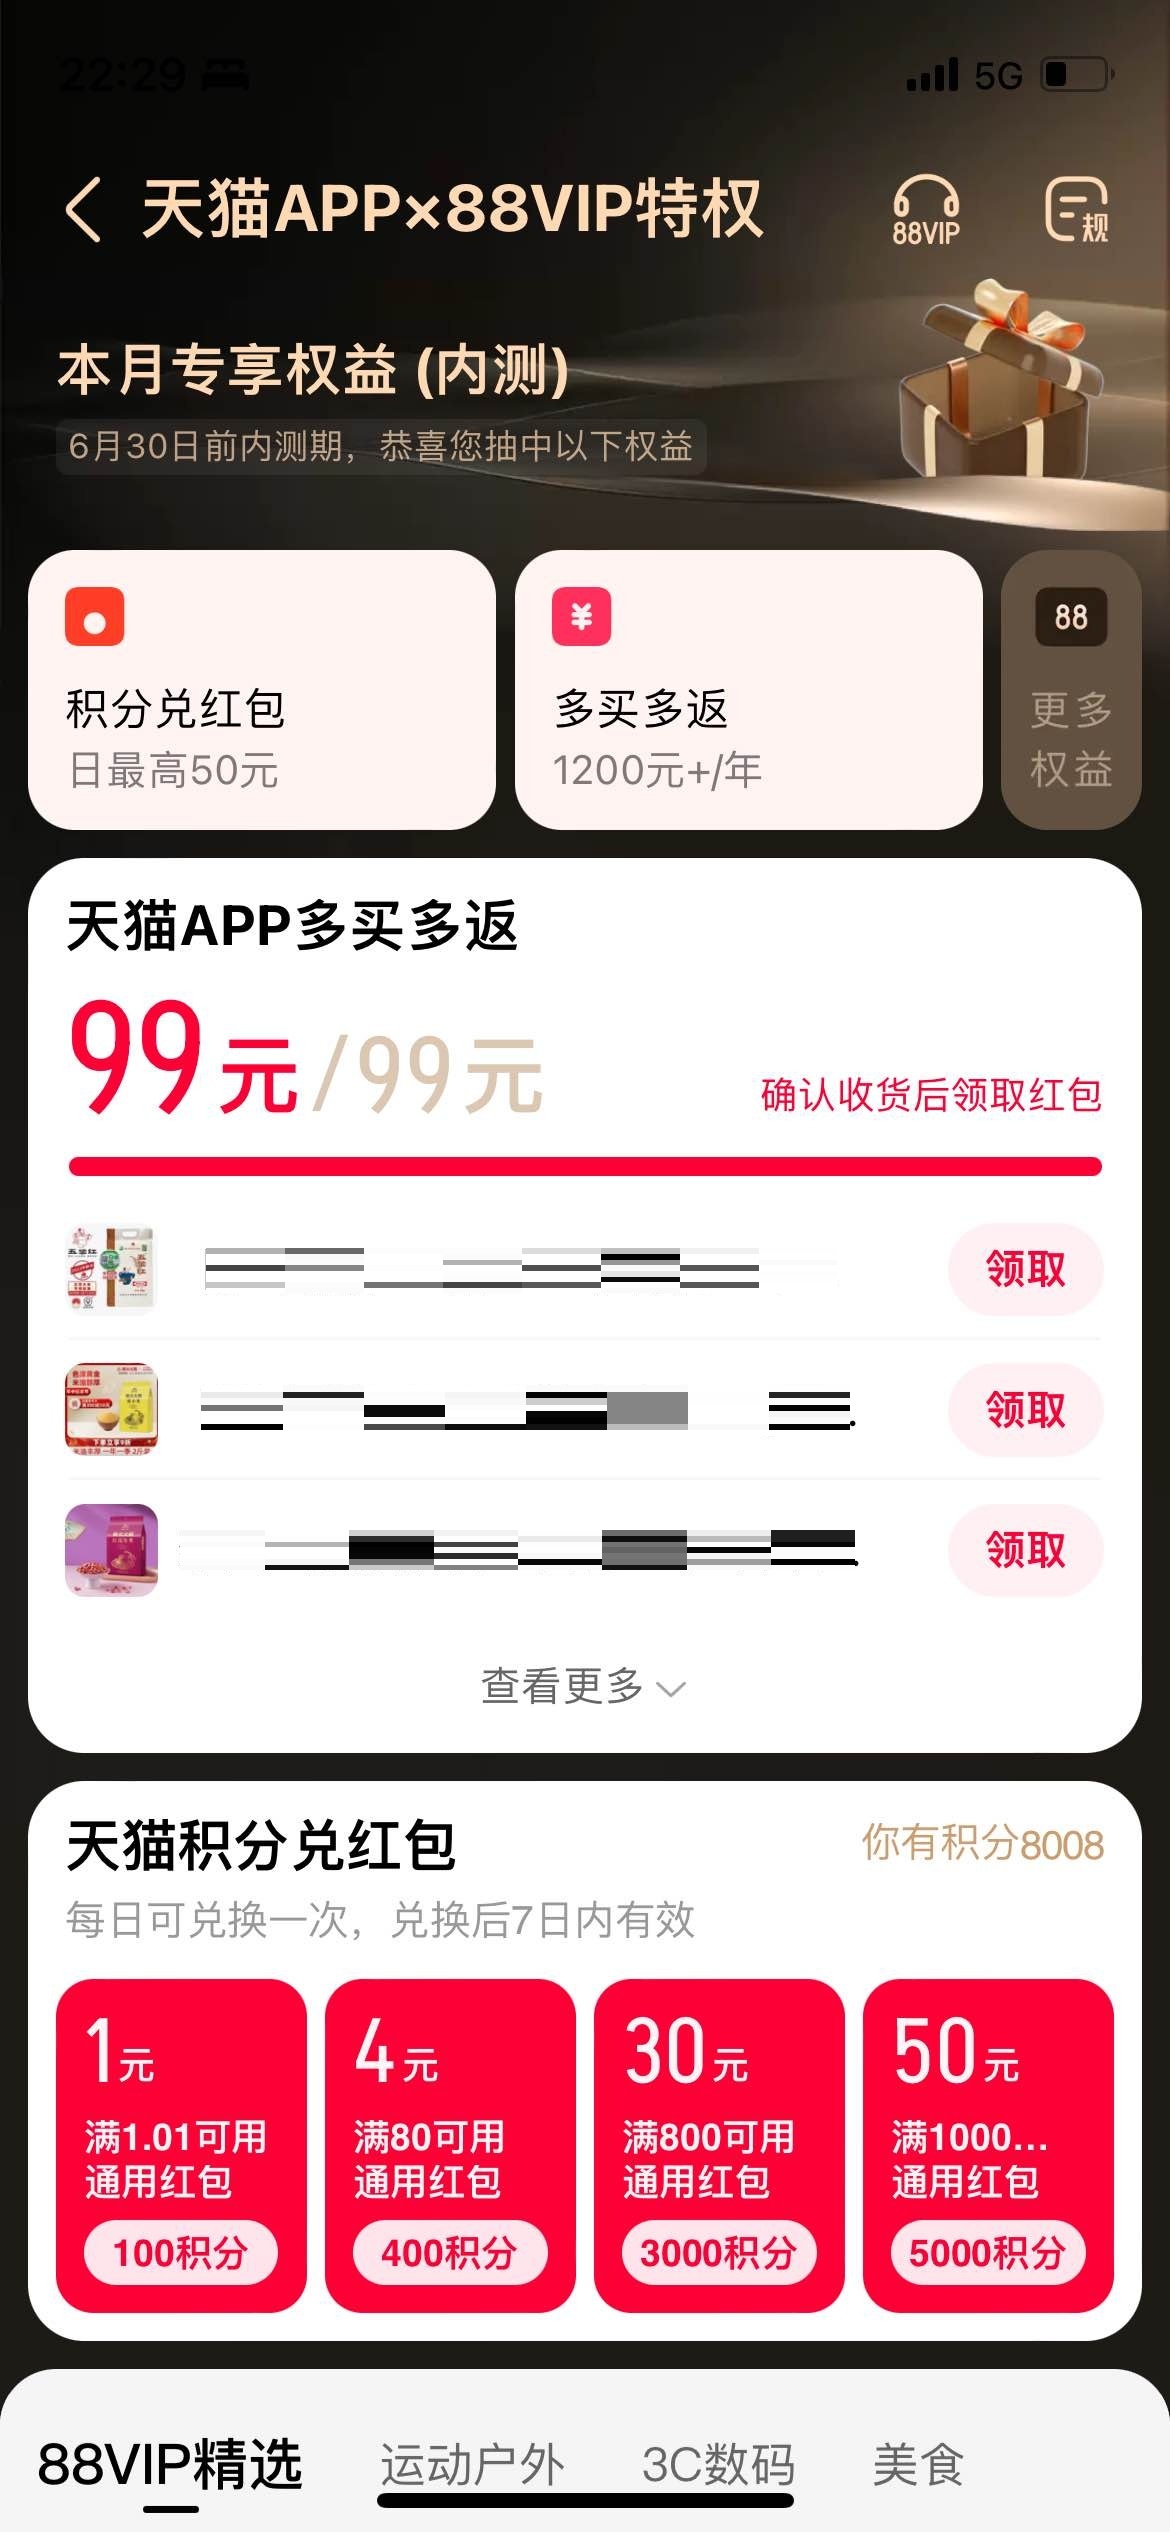 22:29
5G
天猫APP×88VIP特权
88VIP
规
本月专享权益 (内测)
6月30日前内测期，恭喜您抽中以下权益
积分兑红包
日最高50元
¥
多买多返
1200元+/年
88
更多
权益
天猫APP多买多返
99元/99元
确认收货后领取红包
领取
领取
领取
查看更多
天猫积分兑红包
你有积分8008
每日可兑换一次，兑换后7日内有效
1元
满1.01可用
通用红包
100积分
4元
满80可用
通用红包
400积分
30元
满800可用
通用红包
3000积分
50元
满1000...
通用红包
5000积分
88VIP精选
运动户外
3C数码
美食